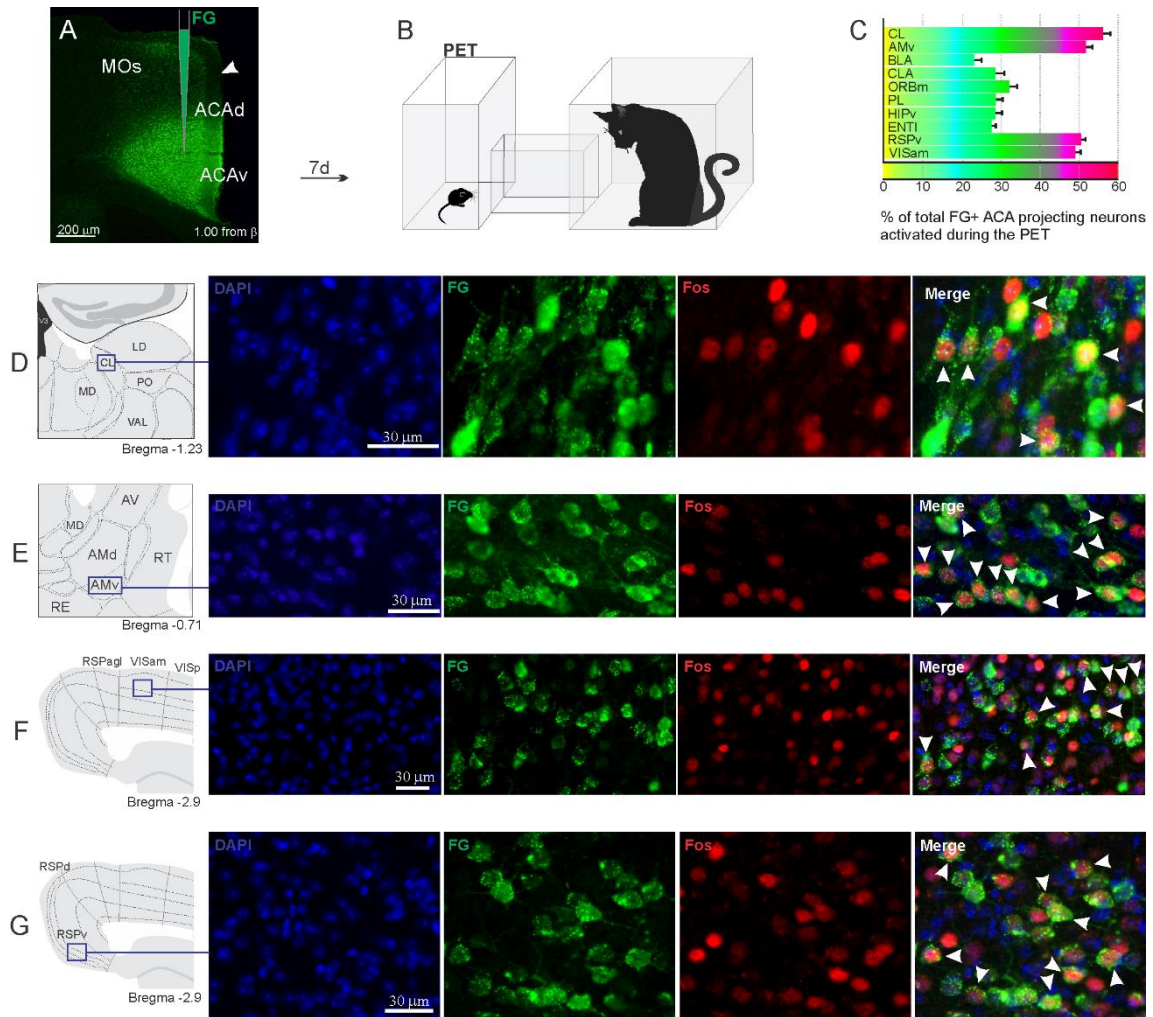 A
FG
MOs
ACAd
ACAv
200 µm
1.00 from β
7d
B
PET
C
CL
AMv
BLA
CLA
ORBm
PL
HIPv
ENTl
RSPv
VISam
0 10 20 30 40 50 60
% of total FG+ ACA projecting neurons
activated during the PET
D
V3
LD
CL
MD
PO
VAL
Bregma -1.23
DAPI
30 µm
FG
Fos
Merge
E
AV
MD
AMd
RT
AMv
RE
Bregma -0.71
DAPI
30 µm
FG
Fos
Merge
F
RSPagl VISam VISp
Bregma -2.9
DAPI
30 µm
FG
Fos
Merge
G
RSPd
RSPv
Bregma -2.9
DAPI
30 µm
FG
Fos
Merge